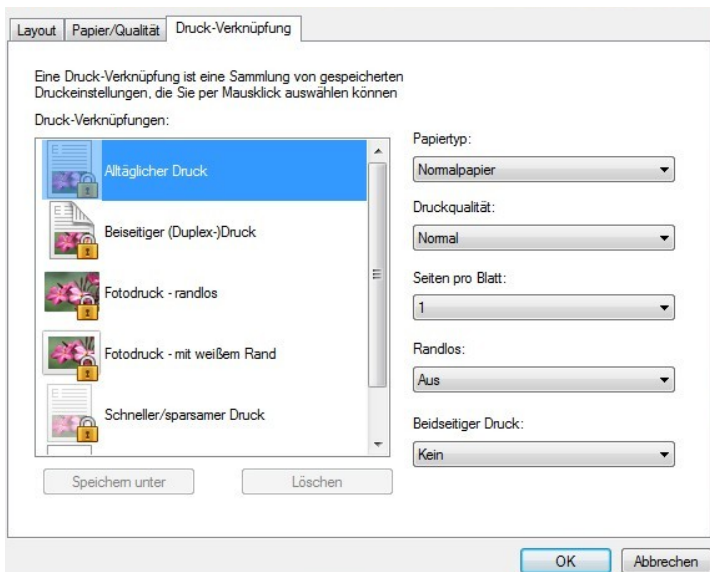 Layout
Papier/Qualität
Druck-Verknüpfung
Eine Druck-Verknüpfung ist eine Sammlung von gespeicherten
Druckeinstellungen, die Sie per Mausklick auswählen können
Druck-Verknüpfungen:
Alltäglicher Druck
Beiseitiger (Duplex-)Druck
Fotodruck - randlos
Fotodruck - mit weißem Rand
Schneller/sparsamer Druck
Speichern unter
Löschen
Papiertyp:
Normalpapier
Druckqualität:
Normal
Seiten pro Blatt:
1
Randlos:
Aus
Beidseitiger Druck:
Kein
OK
Abbrechen